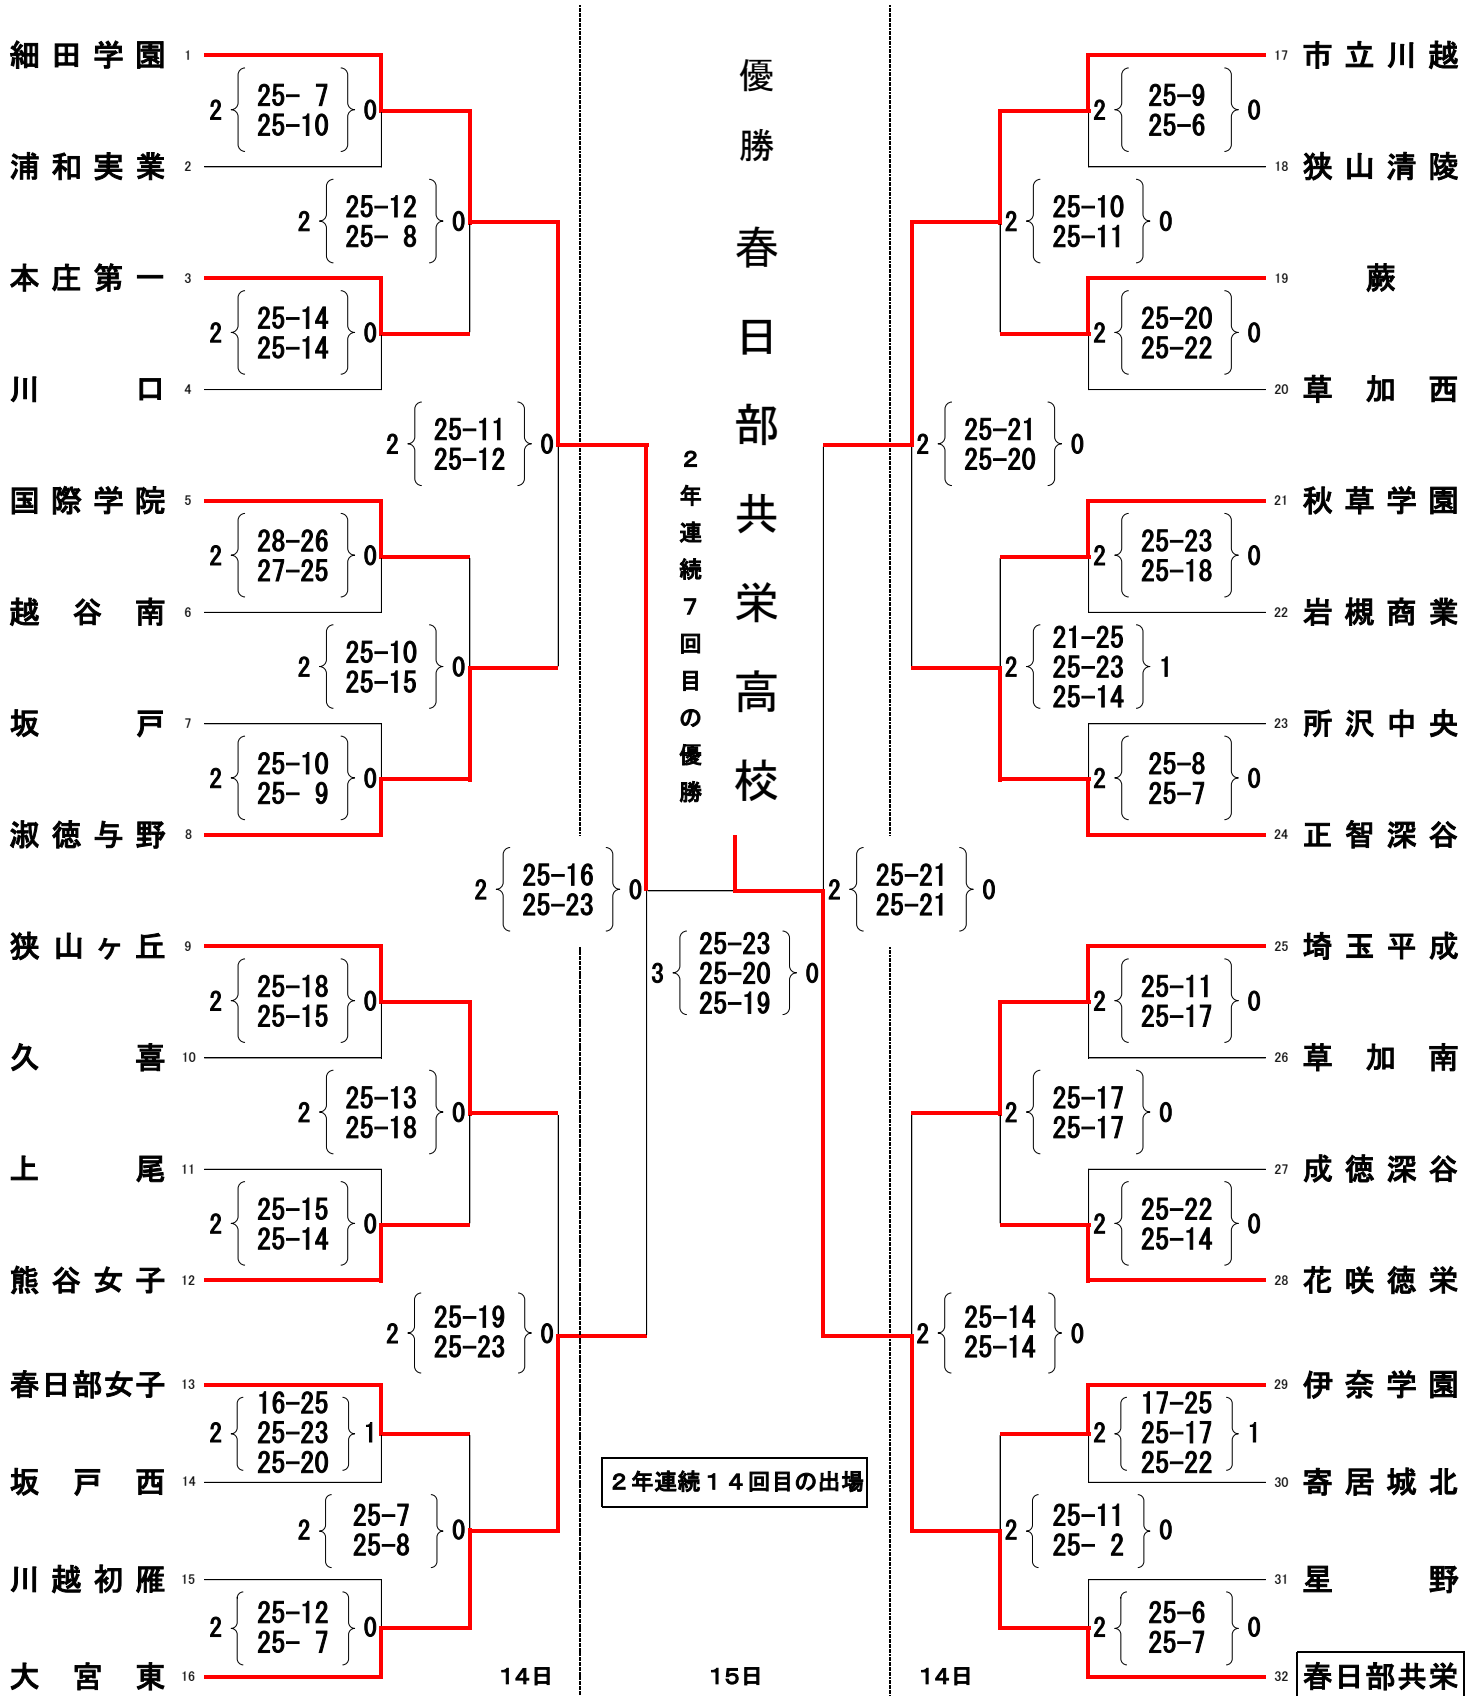 細田学園 1
2 25- 7 0
25-10
浦和実業 2
2 25-12 0
25- 8
本庄第一 3
2 25-14 0
25-14
川口 4
2 25-11 0
25-12
国際学院 5
2 28-26 0
27-25
越谷南 6
2 25-10 0
25-15
坂戸 7
2 25-10 0
25- 9
淑徳与野 8
2 25-16 0
25-23
狭山ヶ丘 9
2 25-18 0
25-15
久喜 10
2 25-13 0
25-18
上尾 11
2 25-15 0
25-14
熊谷女子 12
2 25-19 0
25-23
春日部女子 13
16-25
2 25-23 1
25-20
坂戸西 14
2 25-7 0
25-8
川越初雁 15
2 25-12 0
25- 7
大宮東 16
14日
優勝 春日部共栄高校
2年連続7回目の優勝
25-23
3 25-20 0
25-19
2年連続14回目の出場
15日
17 市立川越
2 25-9 0
25-6
18 狭山清陵
2 25-10 0
25-11
19 蕨
2 25-20 0
25-22
20 草加西
2 25-21 0
25-20
21 秋草学園
2 25-23 0
25-18
22 岩槻商業
21-25
2 25-23 1
25-14
23 所沢中央
2 25-8 0
25-7
24 正智深谷
2 25-21 0
25-21
25 埼玉平成
2 25-11 0
25-17
26 草加南
2 25-17 0
25-17
27 成徳深谷
2 25-22 0
25-14
28 花咲徳栄
2 25-14 0
25-14
29 伊奈学園
17-25
2 25-17 1
25-22
30 寄居城北
2 25-11 0
25- 2
31 星野
2 25-6 0
25-7
32 春日部共栄
14日